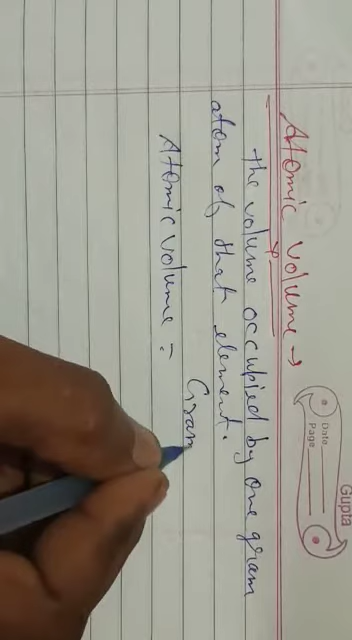 Gupta
Date
Page
Atomic volume →
the volume occupied by one gram
atom of that element.
Gram
Atomic volume =